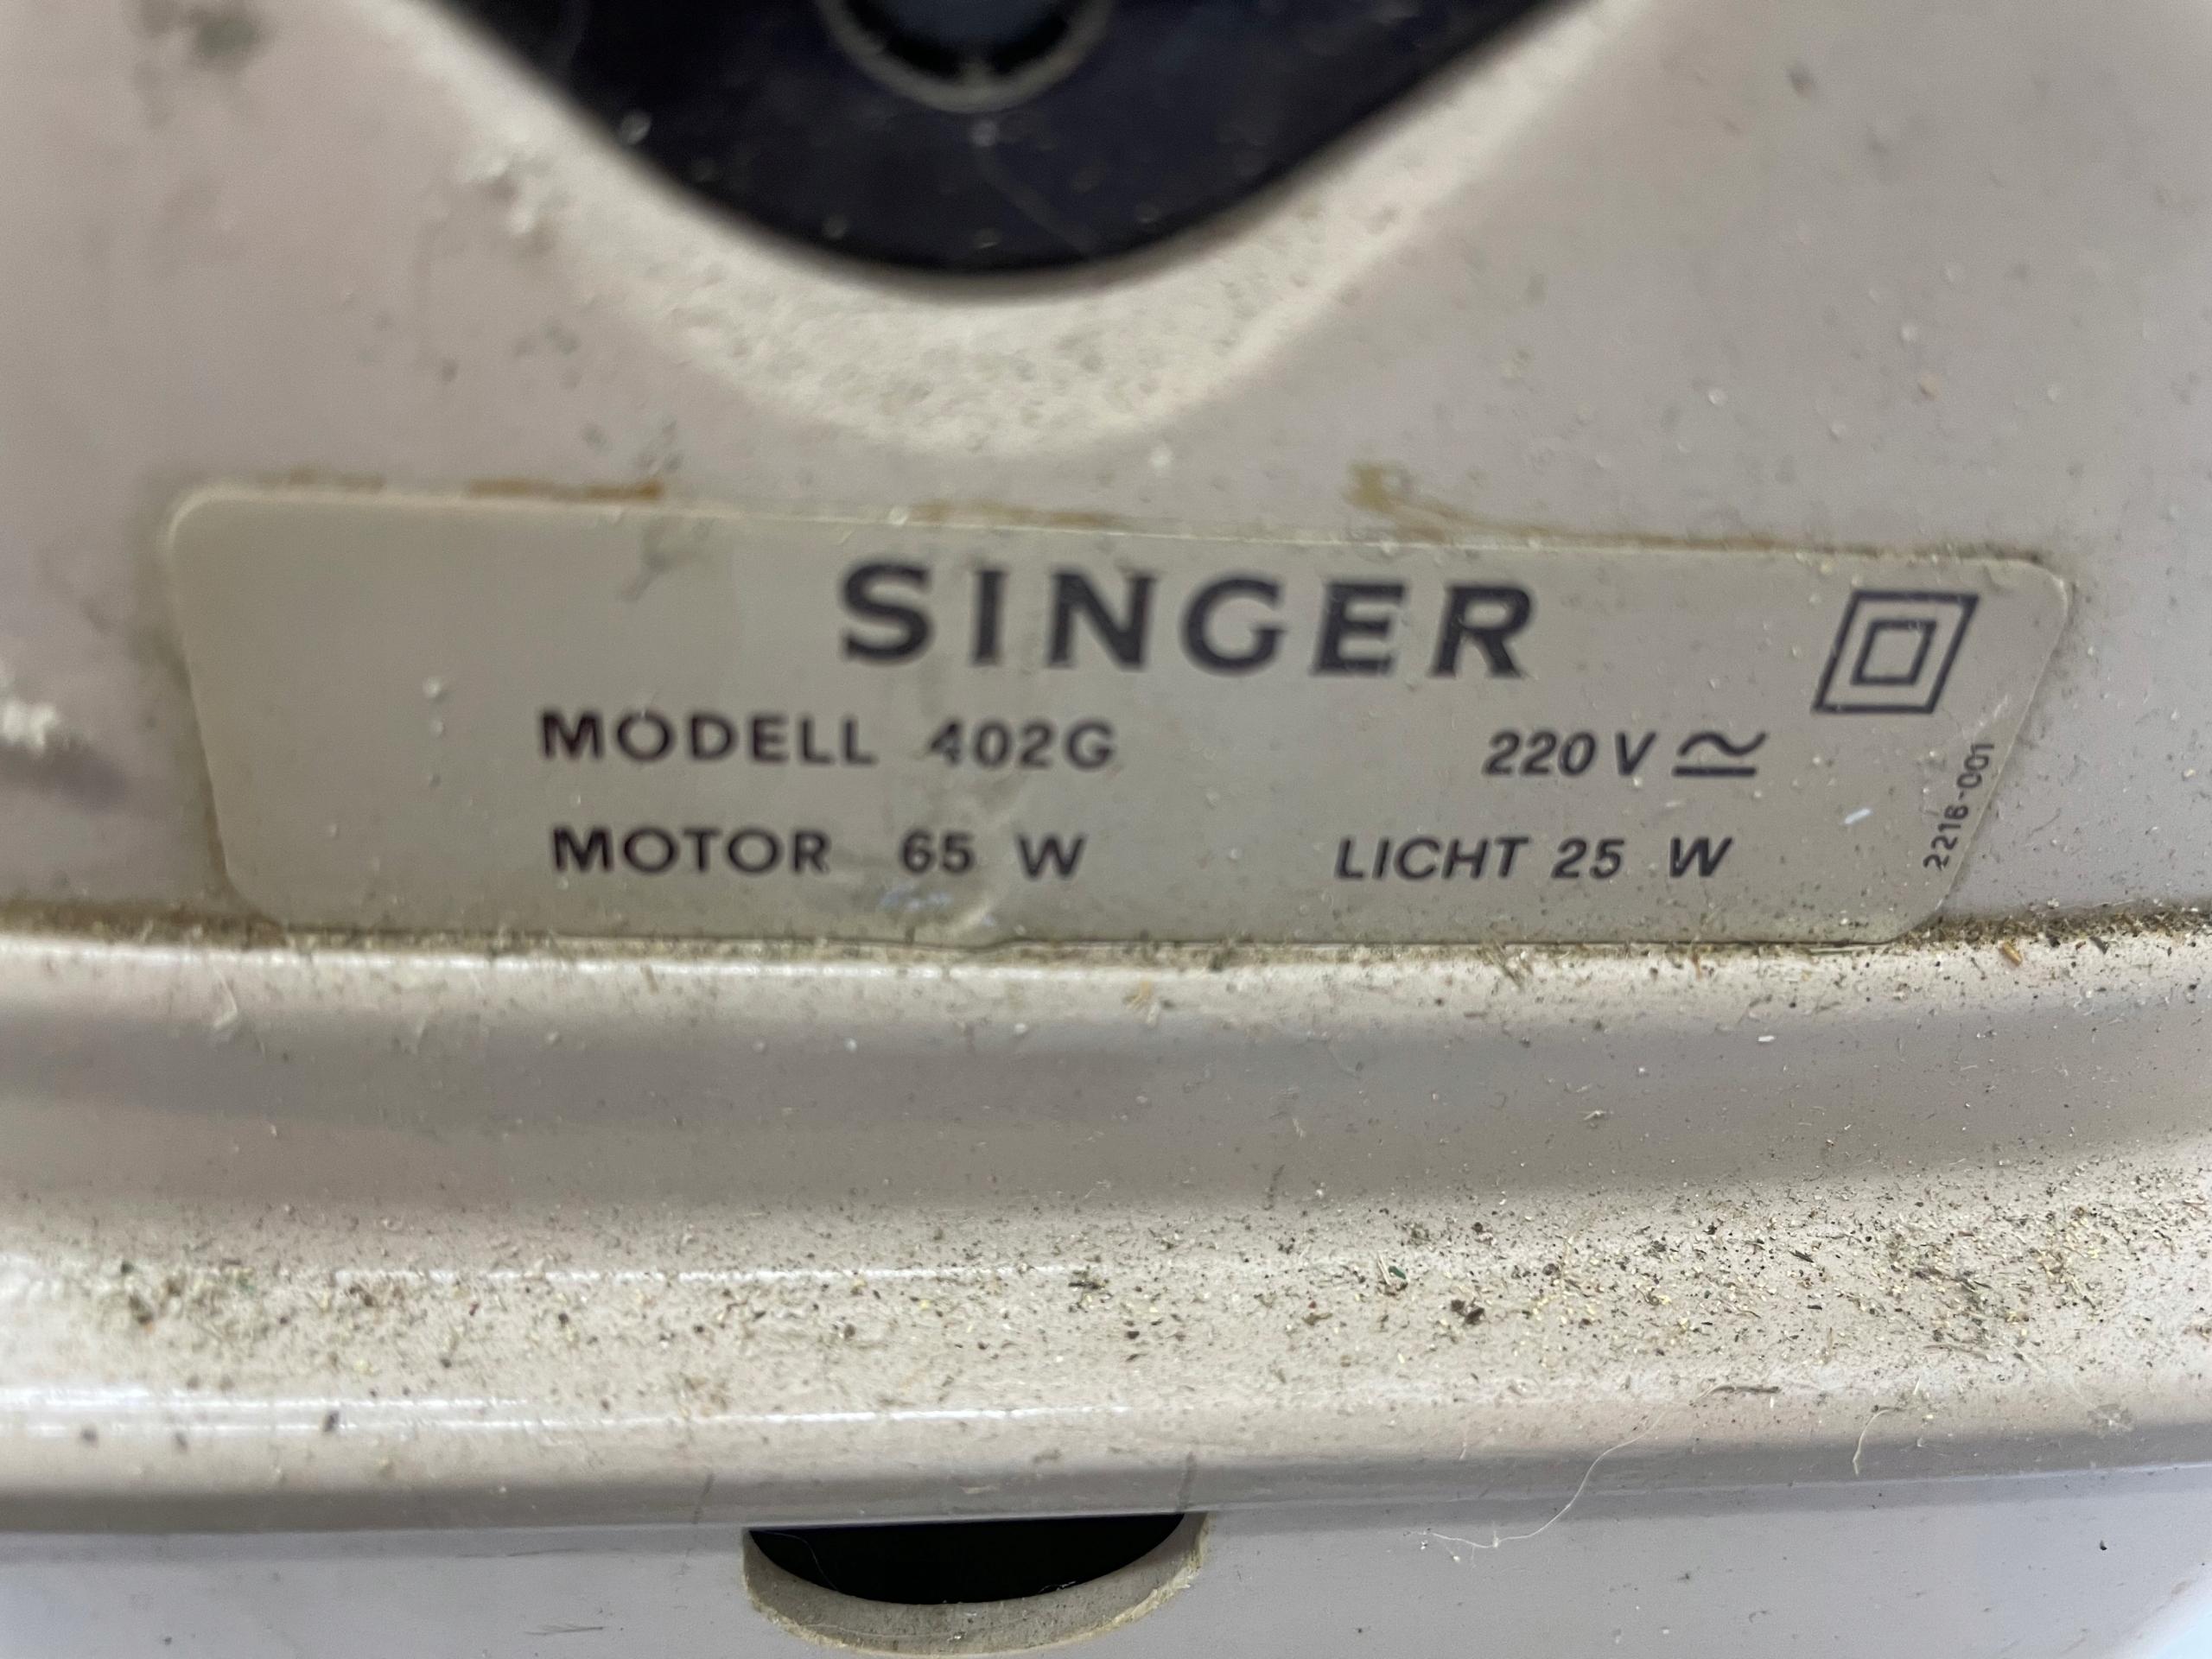 SINGER
MODELL 402G 220 V ≂
MOTOR 65 W LICHT 25 W
2216-001